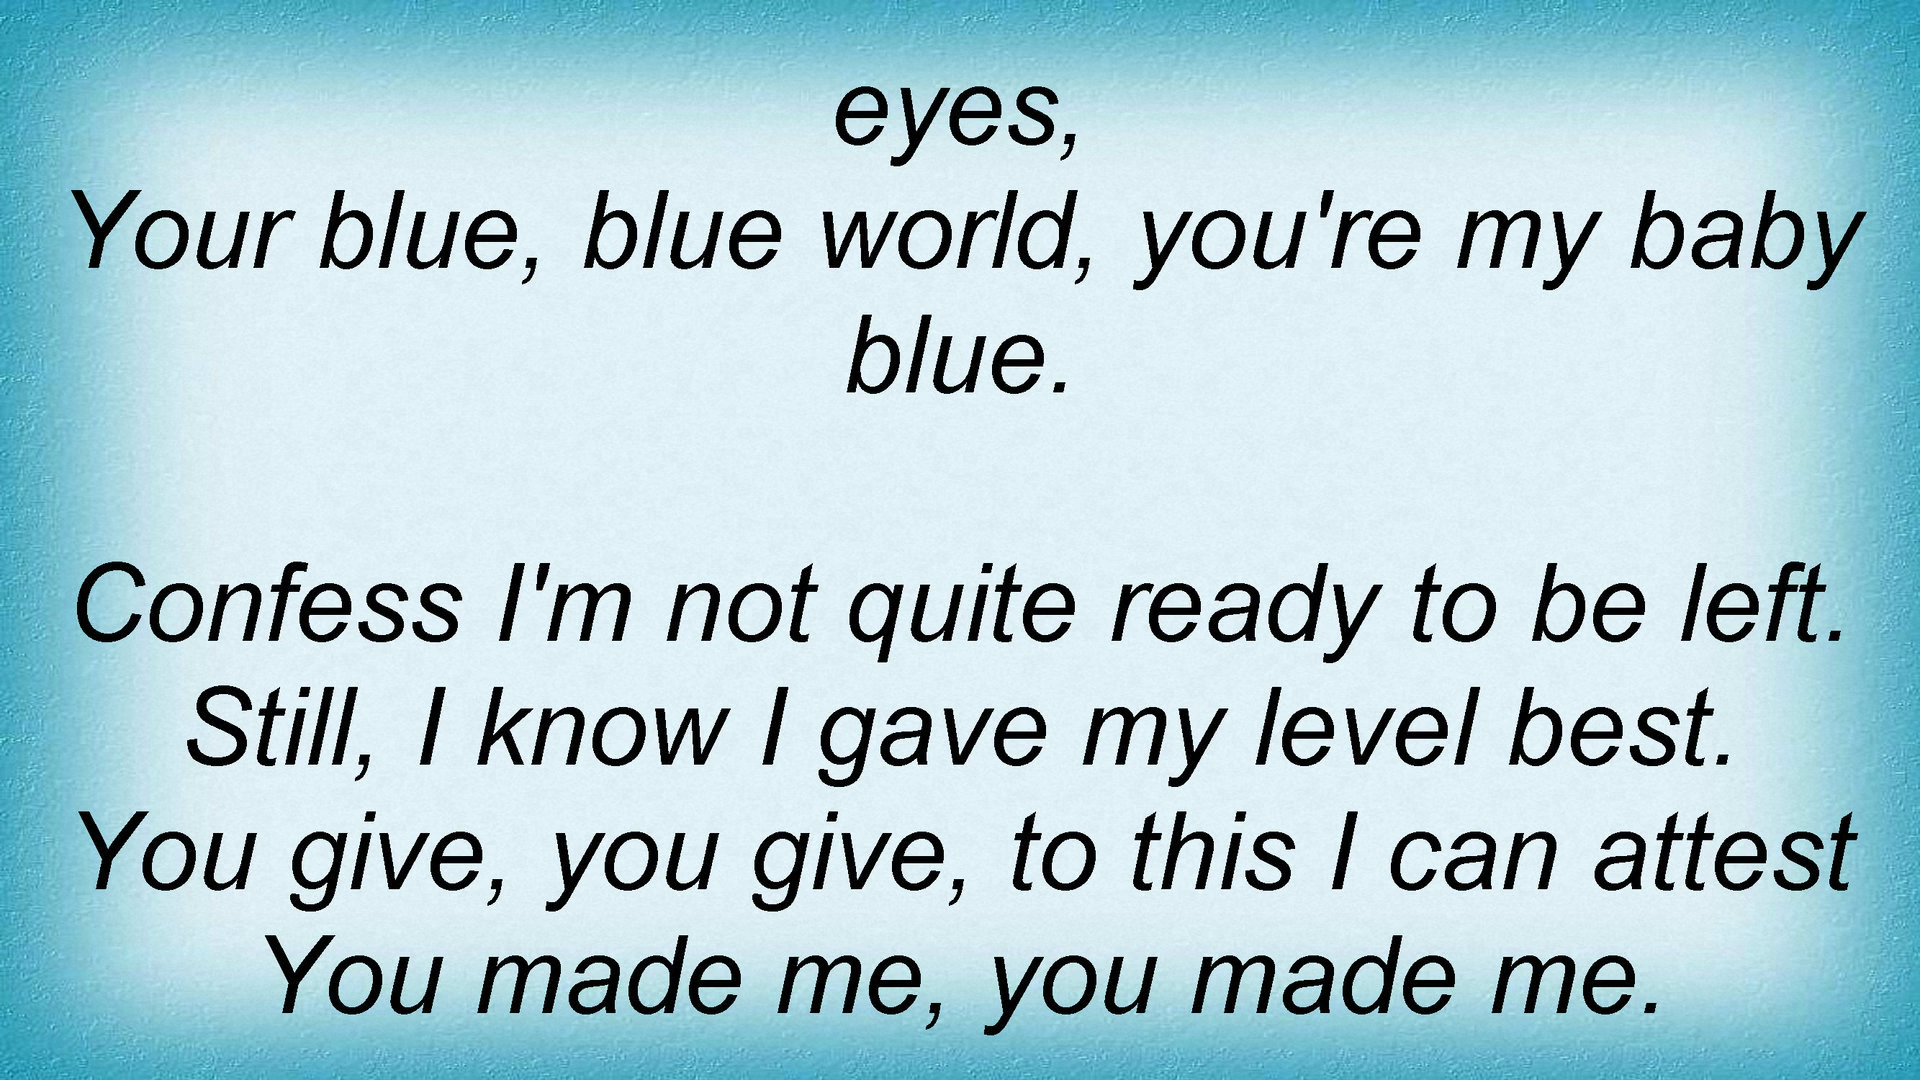 eyes,
Your blue, blue world, you're my baby
blue.
Confess I'm not quite ready to be left.
Still, I know I gave my level best.
You give, you give, to this I can attest
You made me, you made me.